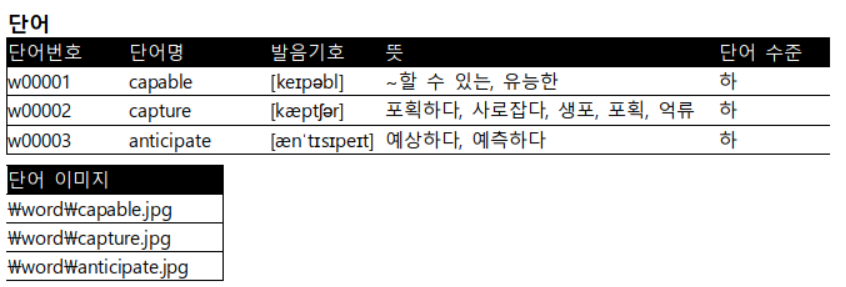 단어
단어번호 단어명 발음기호 뜻 단어 수준
w00001 capable [keɪpəbl] ~할 수 있는, 유능한 하
w00002 capture [kæptʃər] 포획하다, 사로잡다, 생포, 포획, 억류 하
w00003 anticipate [ænˈtɪsɪpeɪt] 예상하다, 예측하다 하
단어 이미지
₩word₩capable.jpg
₩word₩capture.jpg
₩word₩anticipate.jpg